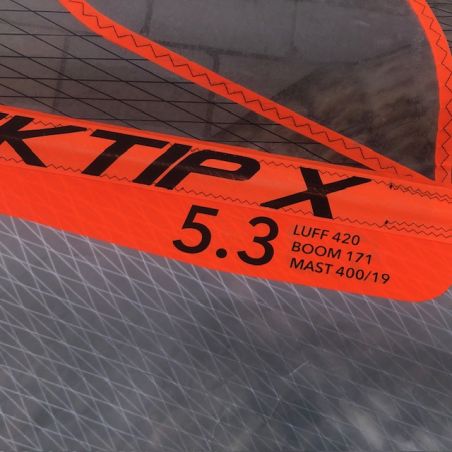 KTIP X
5.3
LUFF 420
BOOM 171
MAST 400/19